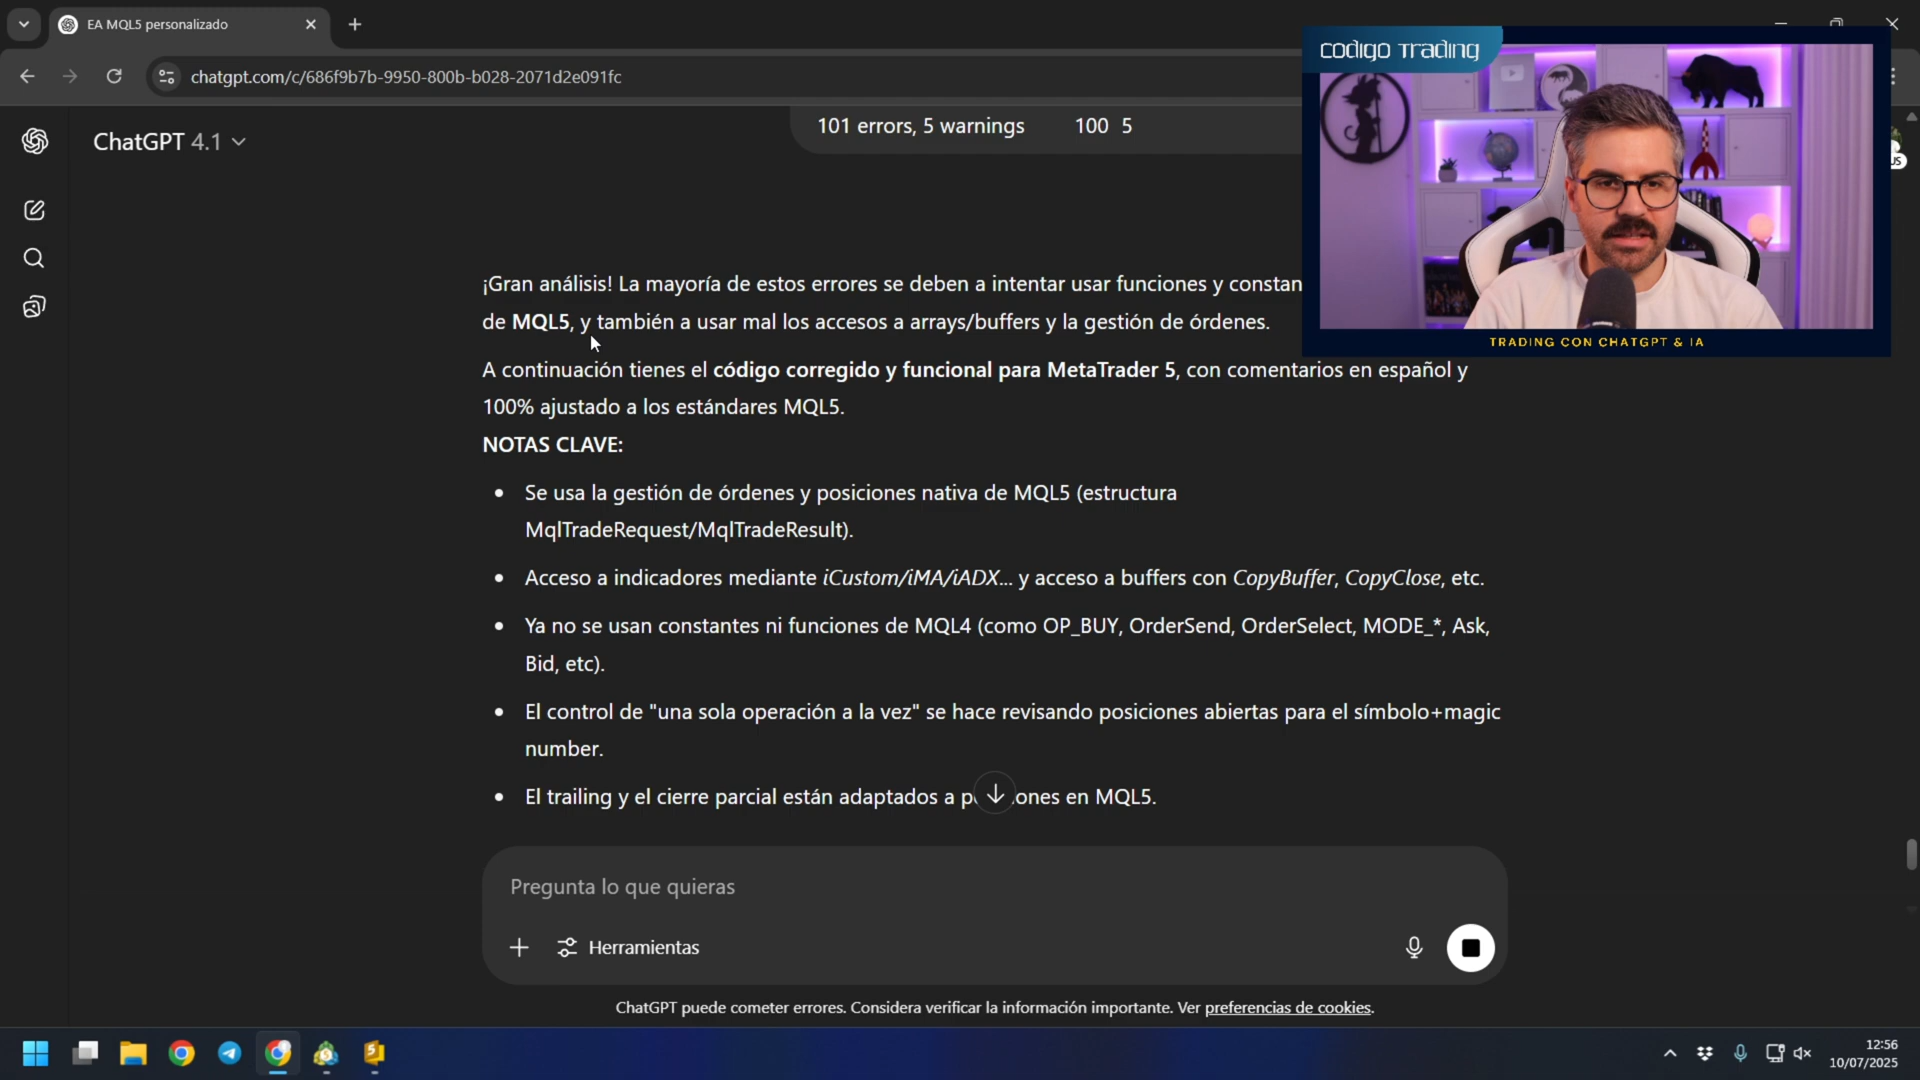 EA MQL5 personalizado
chatgpt.com/c/686f9b7b-9950-800b-b028-2071d2e091fc
codigo Trading
ChatGPT 4.1
101 errors, 5 warnings 100 5
¡Gran análisis! La mayoría de estos errores se deben a intentar usar funciones y constan
de MQL5, y también a usar mal los accesos a arrays/buffers y la gestión de órdenes.
TRADING CON CHATGPT & IA
A continuación tienes el código corregido y funcional para MetaTrader 5, con comentarios en español y
100% ajustado a los estándares MQL5.
NOTAS CLAVE:
Se usa la gestión de órdenes y posiciones nativa de MQL5 (estructura
MqlTradeRequest/MqlTradeResult).
Acceso a indicadores mediante iCustom/iMA/iADX... y acceso a buffers con CopyBuffer, CopyClose, etc.
Ya no se usan constantes ni funciones de MQL4 (como OP_BUY, OrderSend, OrderSelect, MODE_*, Ask,
Bid, etc).
El control de "una sola operación a la vez" se hace revisando posiciones abiertas para el símbolo+magic
number.
El trailing y el cierre parcial están adaptados a p ones en MQL5.
Pregunta lo que quieras
Herramientas
ChatGPT puede cometer errores. Considera verificar la información importante. Ver preferencias de cookies.
12:56
10/07/2025